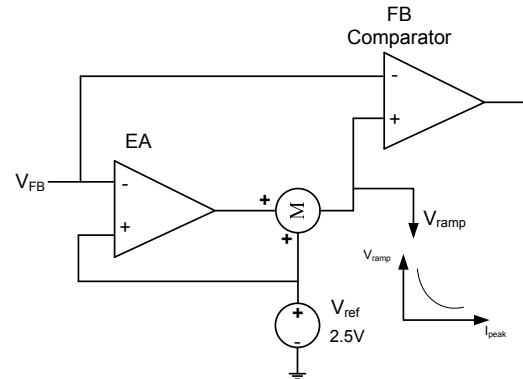 FB
Comparator
-
+
EA
V_FB
-
+
+
M
+
V_ramp
+
V_ref
-
2.5V
V_ramp
I_peak